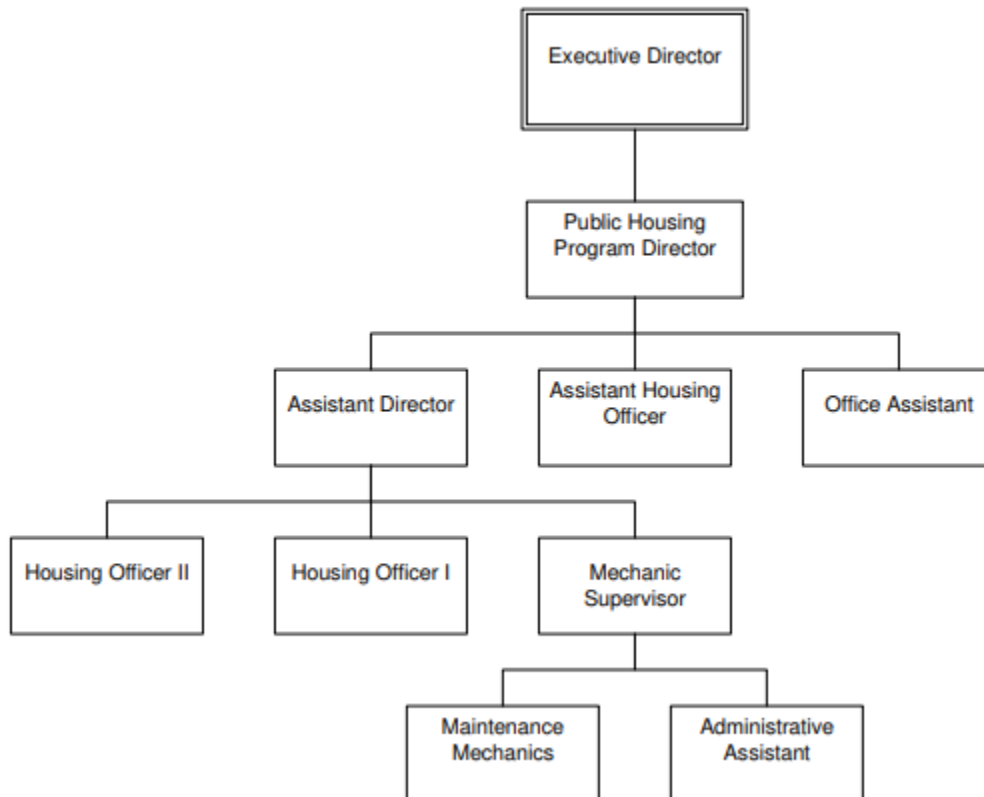 Executive Director
Public Housing
Program Director
Assistant Director
Assistant Housing
Officer
Office Assistant
Housing Officer II
Housing Officer I
Mechanic
Supervisor
Maintenance
Mechanics
Administrative
Assistant